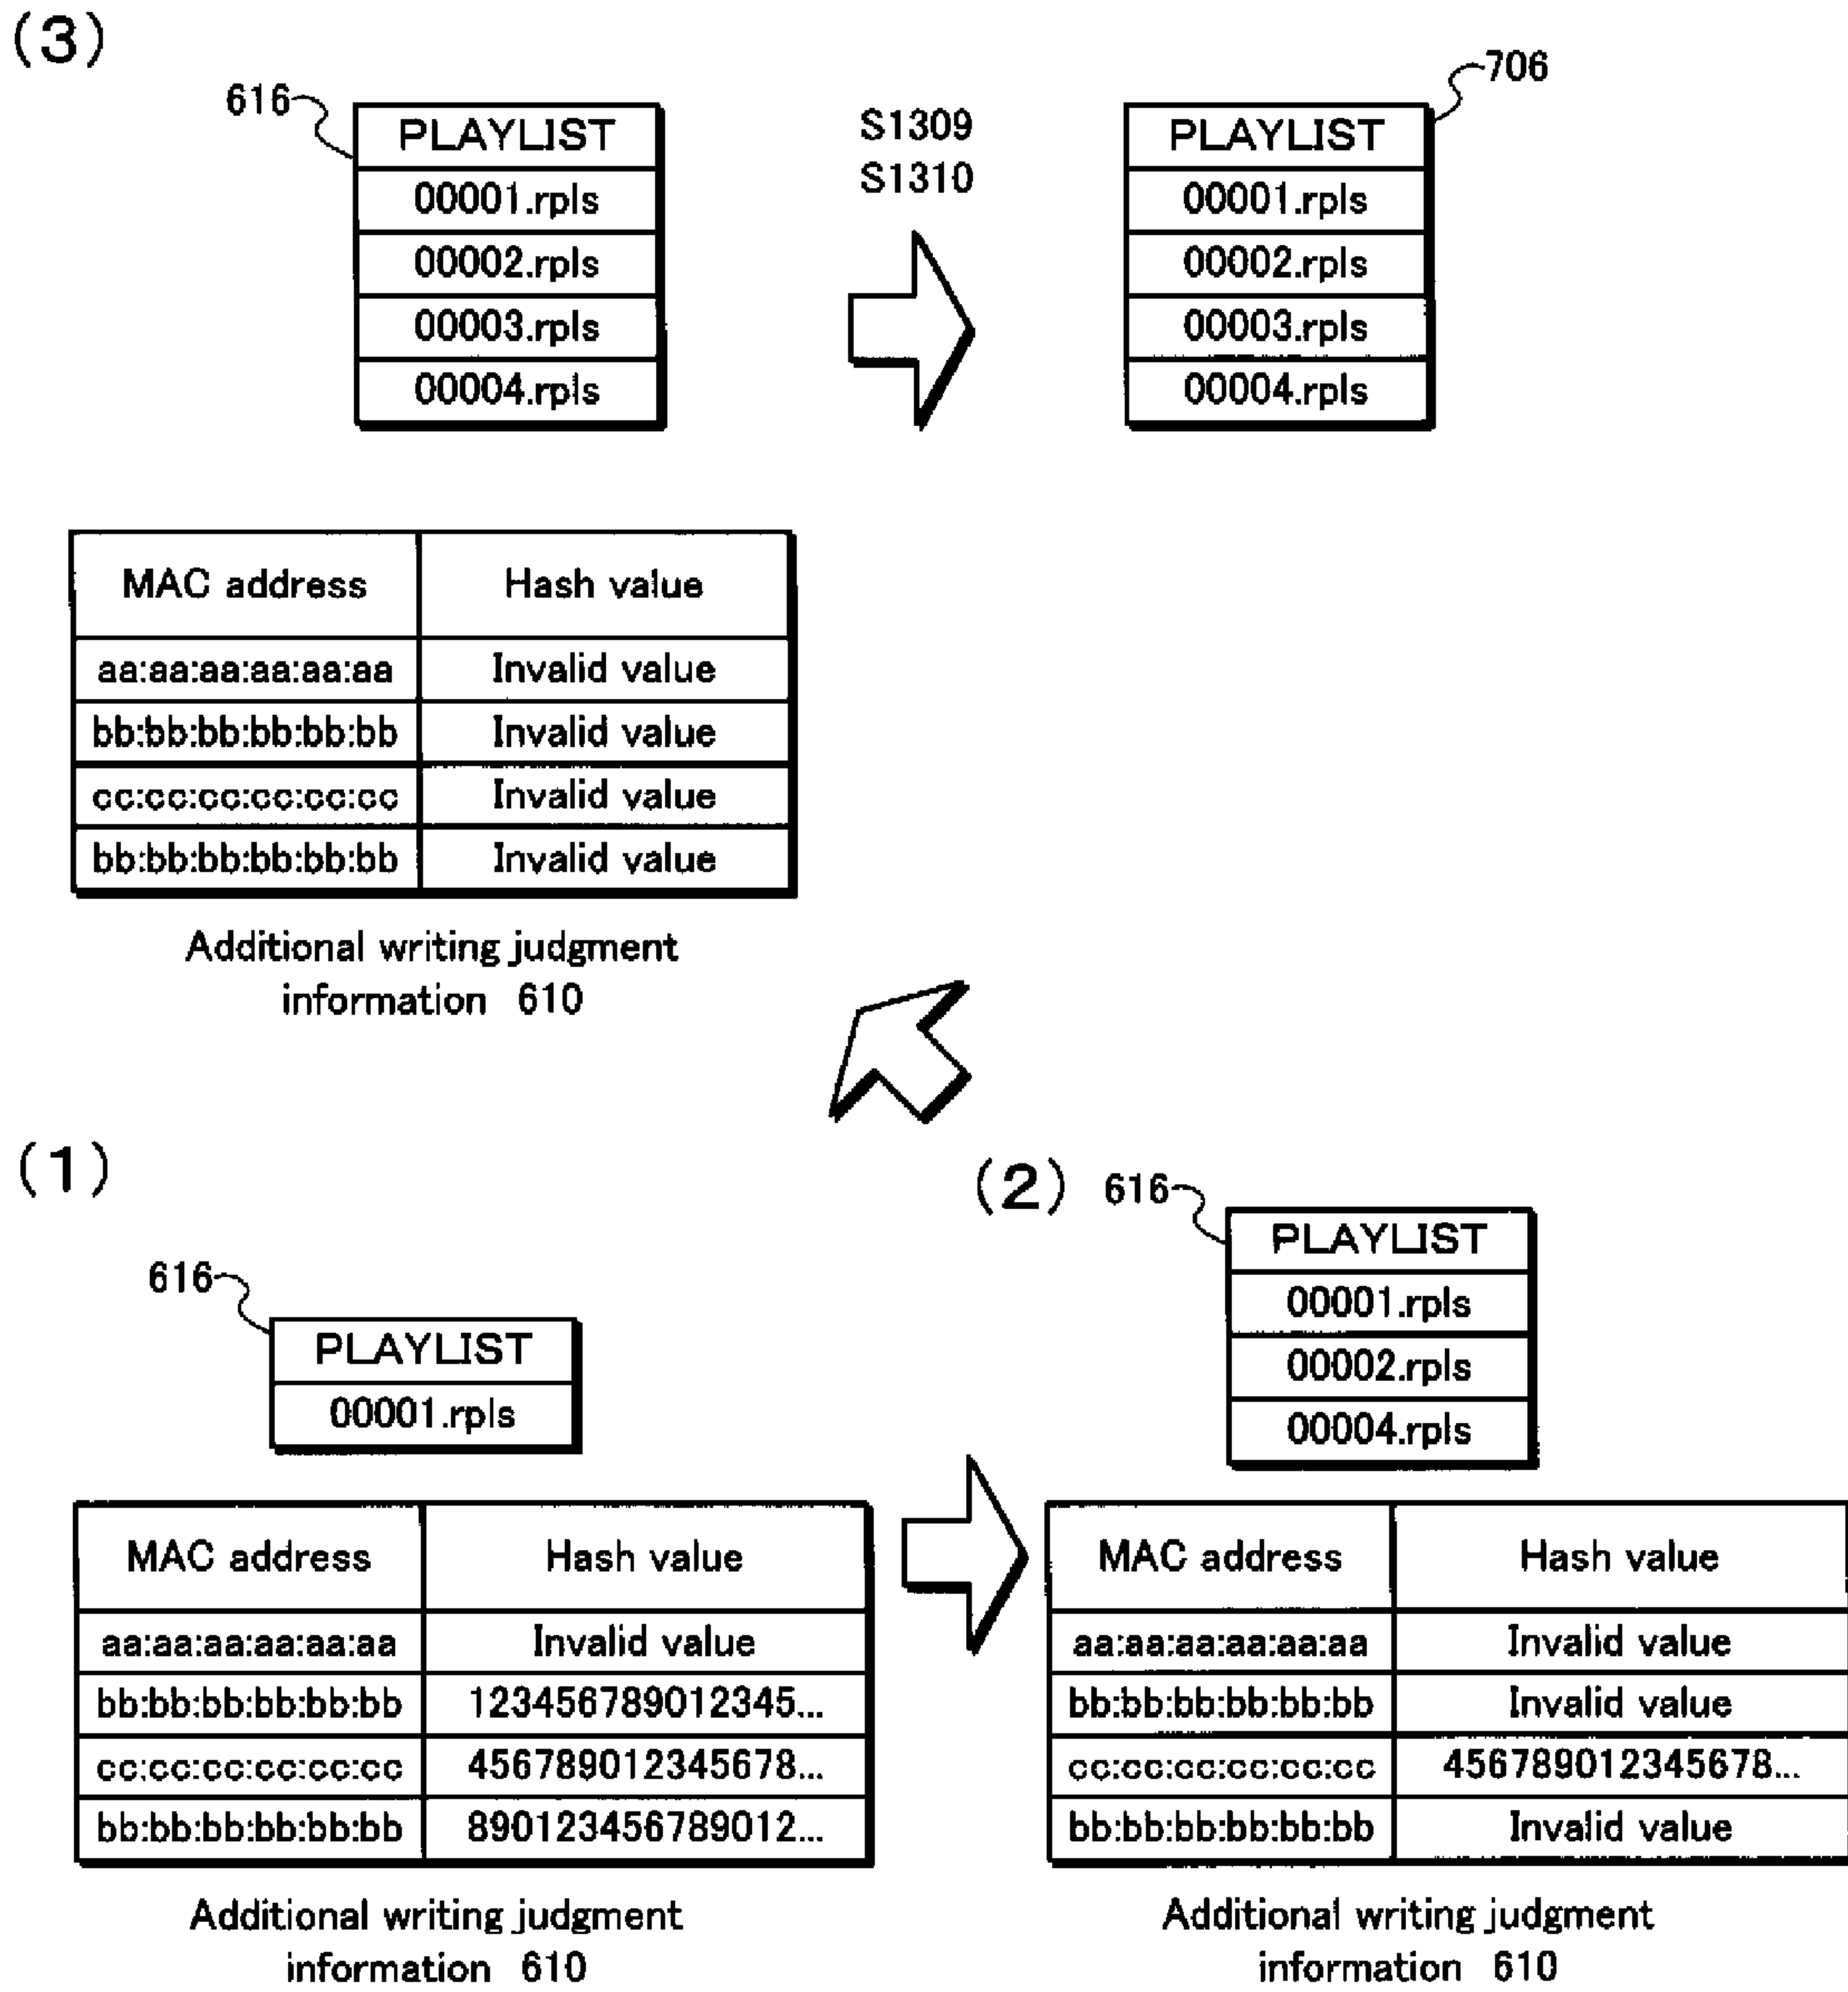 (3)
616
PLAYLIST
00001.rpls
00002.rpls
00003.rpls
00004.rpls
S1309
S1310
706
PLAYLIST
00001.rpls
00002.rpls
00003.rpls
00004.rpls
MAC address Hash value
aa:aa:aa:aa:aa:aa Invalid value
bb:bb:bb:bb:bb:bb Invalid value
cc:cc:cc:cc:cc:cc Invalid value
bb:bb:bb:bb:bb:bb Invalid value
Additional writing judgment
information 610
(1)
616
PLAYLIST
00001.rpls
MAC address Hash value
aa:aa:aa:aa:aa:aa Invalid value
bb:bb:bb:bb:bb:bb 123456789012345...
cc:cc:cc:cc:cc:cc 456789012345678...
bb:bb:bb:bb:bb:bb 890123456789012...
Additional writing judgment
information 610
(2)
616
PLAYLIST
00001.rpls
00002.rpls
00004.rpls
MAC address Hash value
aa:aa:aa:aa:aa:aa Invalid value
bb:bb:bb:bb:bb:bb Invalid value
cc:cc:cc:cc:cc:cc 456789012345678...
bb:bb:bb:bb:bb:bb Invalid value
Additional writing judgment
information 610